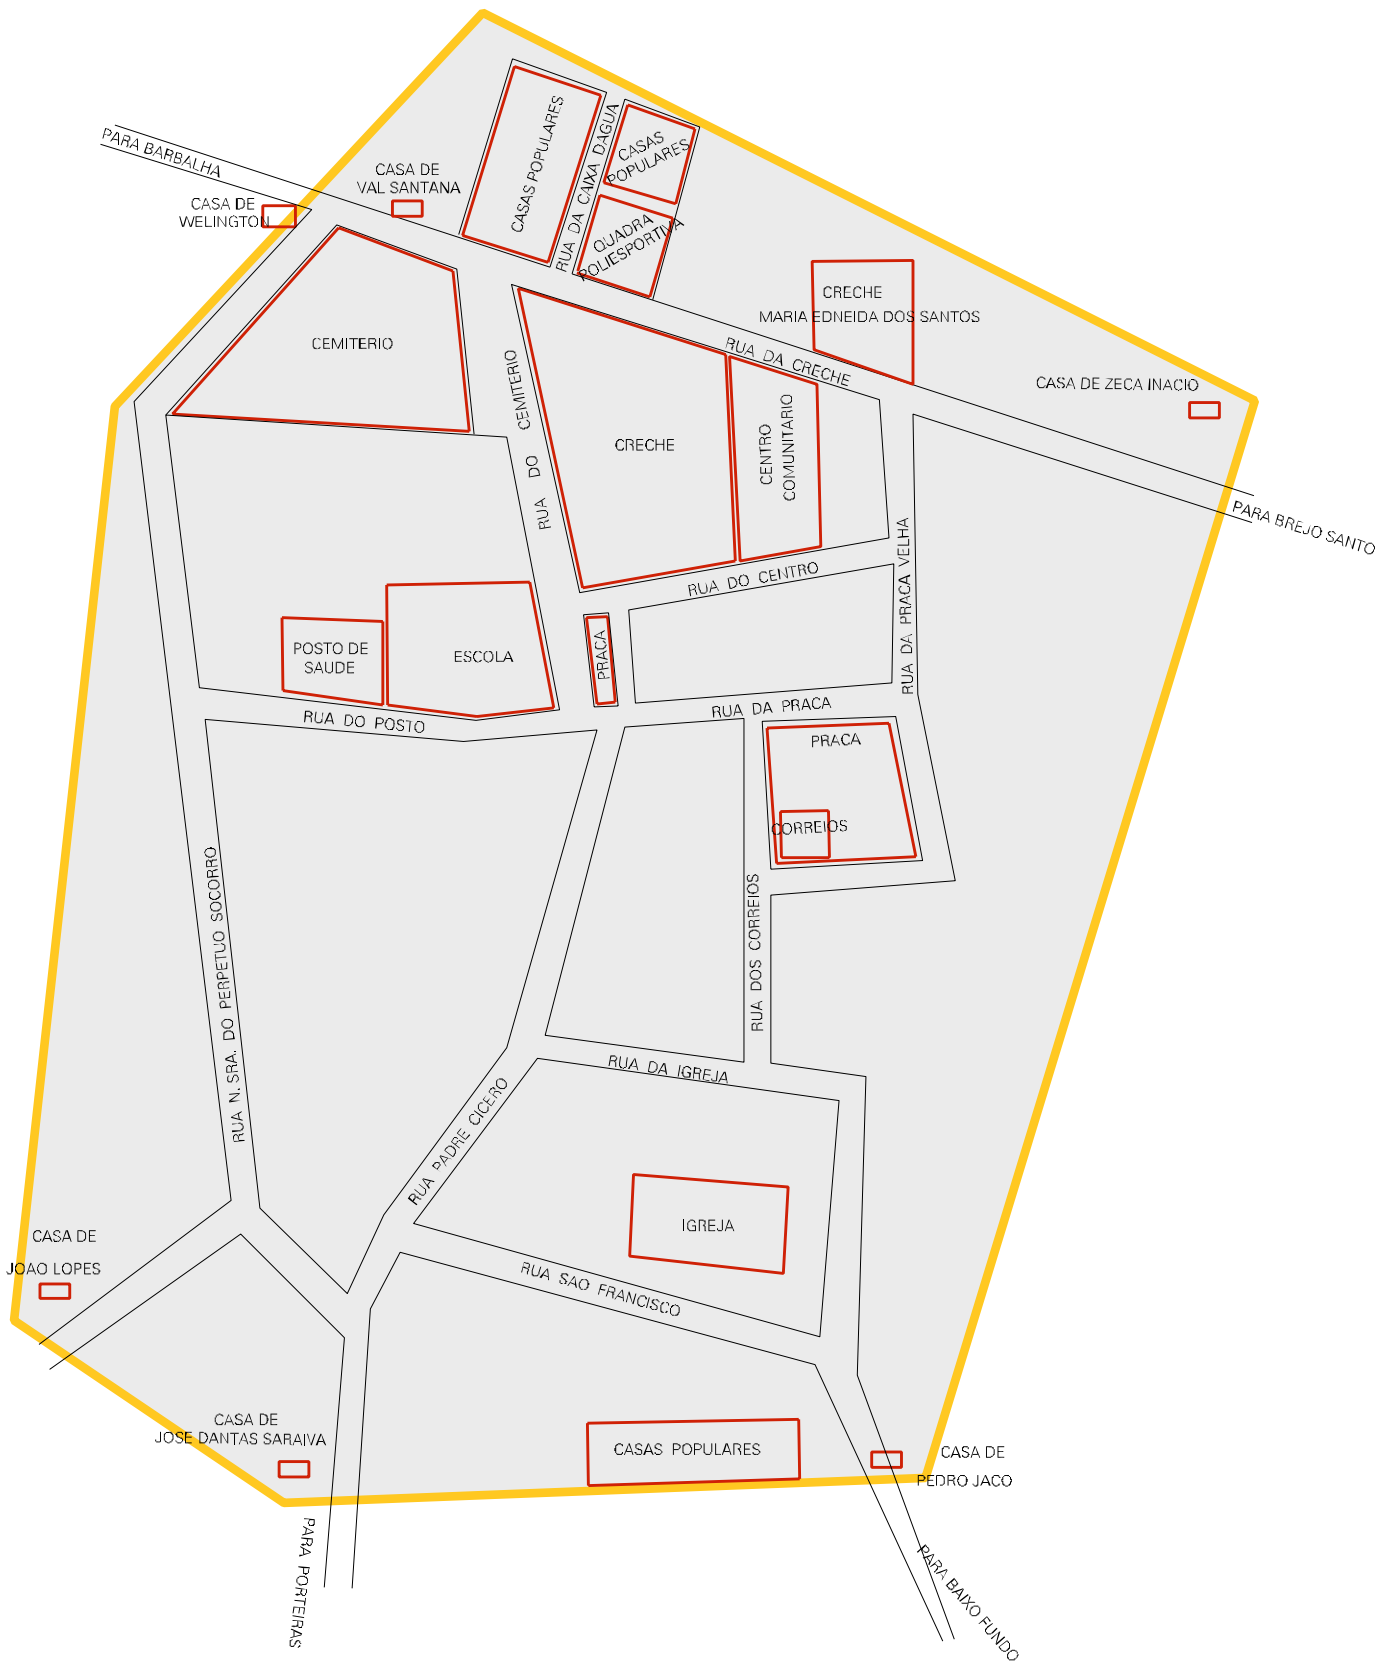 PARA BARBALHA
CASA DE
VAL SANTANA
CASA DE
WELINGTON
CASAS POPULARES
RUA DA CAIXA DAGUA
CASAS
POPULARES
QUADRA
POLIESPORTIVA
CRECHE
MARIA EDNEIDA DOS SANTOS
CEMITERIO
RUA DA CRECHE
CASA DE ZECA INACIO
RUA DO CEMITERIO
CRECHE
CENTRO
COMUNITARIO
PARA BREJO SANTO
RUA DO CENTRO
RUA DA PRACA VELHA
POSTO DE
SAUDE
ESCOLA
PRACA
RUA DO POSTO
RUA DA PRACA
PRACA
CORREIOS
RUA N. SRA. DO PERPETUO SOCORRO
RUA DOS CORREIOS
RUA DA IGREJA
RUA PADRE CICERO
IGREJA
CASA DE
JOAO LOPES
RUA SAO FRANCISCO
CASA DE
JOSE DANTAS SARAIVA
CASAS POPULARES
CASA DE
PEDRO JACO
PARA PORTEIRAS
PARA BAIXO FUNDO